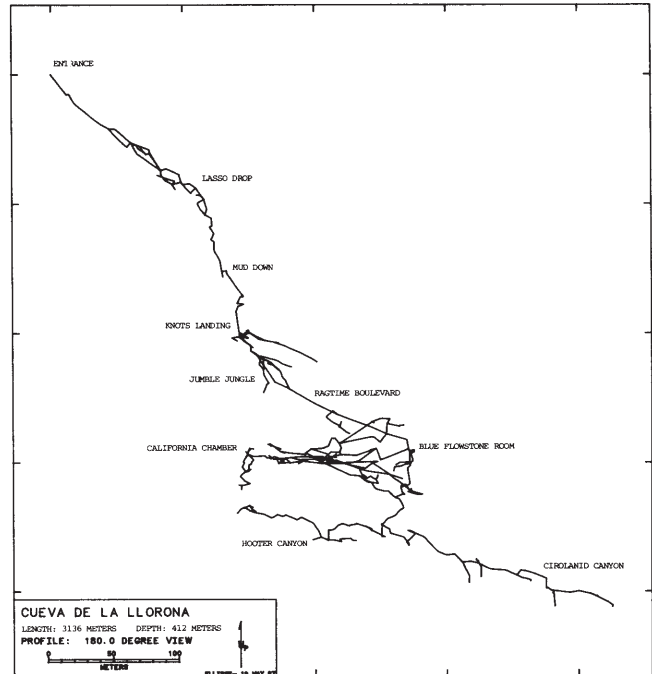 ENTRANCE
LASSO DROP
MUD DOWN
KNOTS LANDING
JUMBLE JUNGLE
RAGTIME BOULEVARD
CALIFORNIA CHAMBER
BLUE FLOWSTONE ROOM
HOOTER CANYON
CIROLANID CANYON
CUEVA DE LA LLORONA
LENGTH: 3136 METERS DEPTH: 412 METERS
PROFILE: 180.0 DEGREE VIEW
0 50 100
METERS